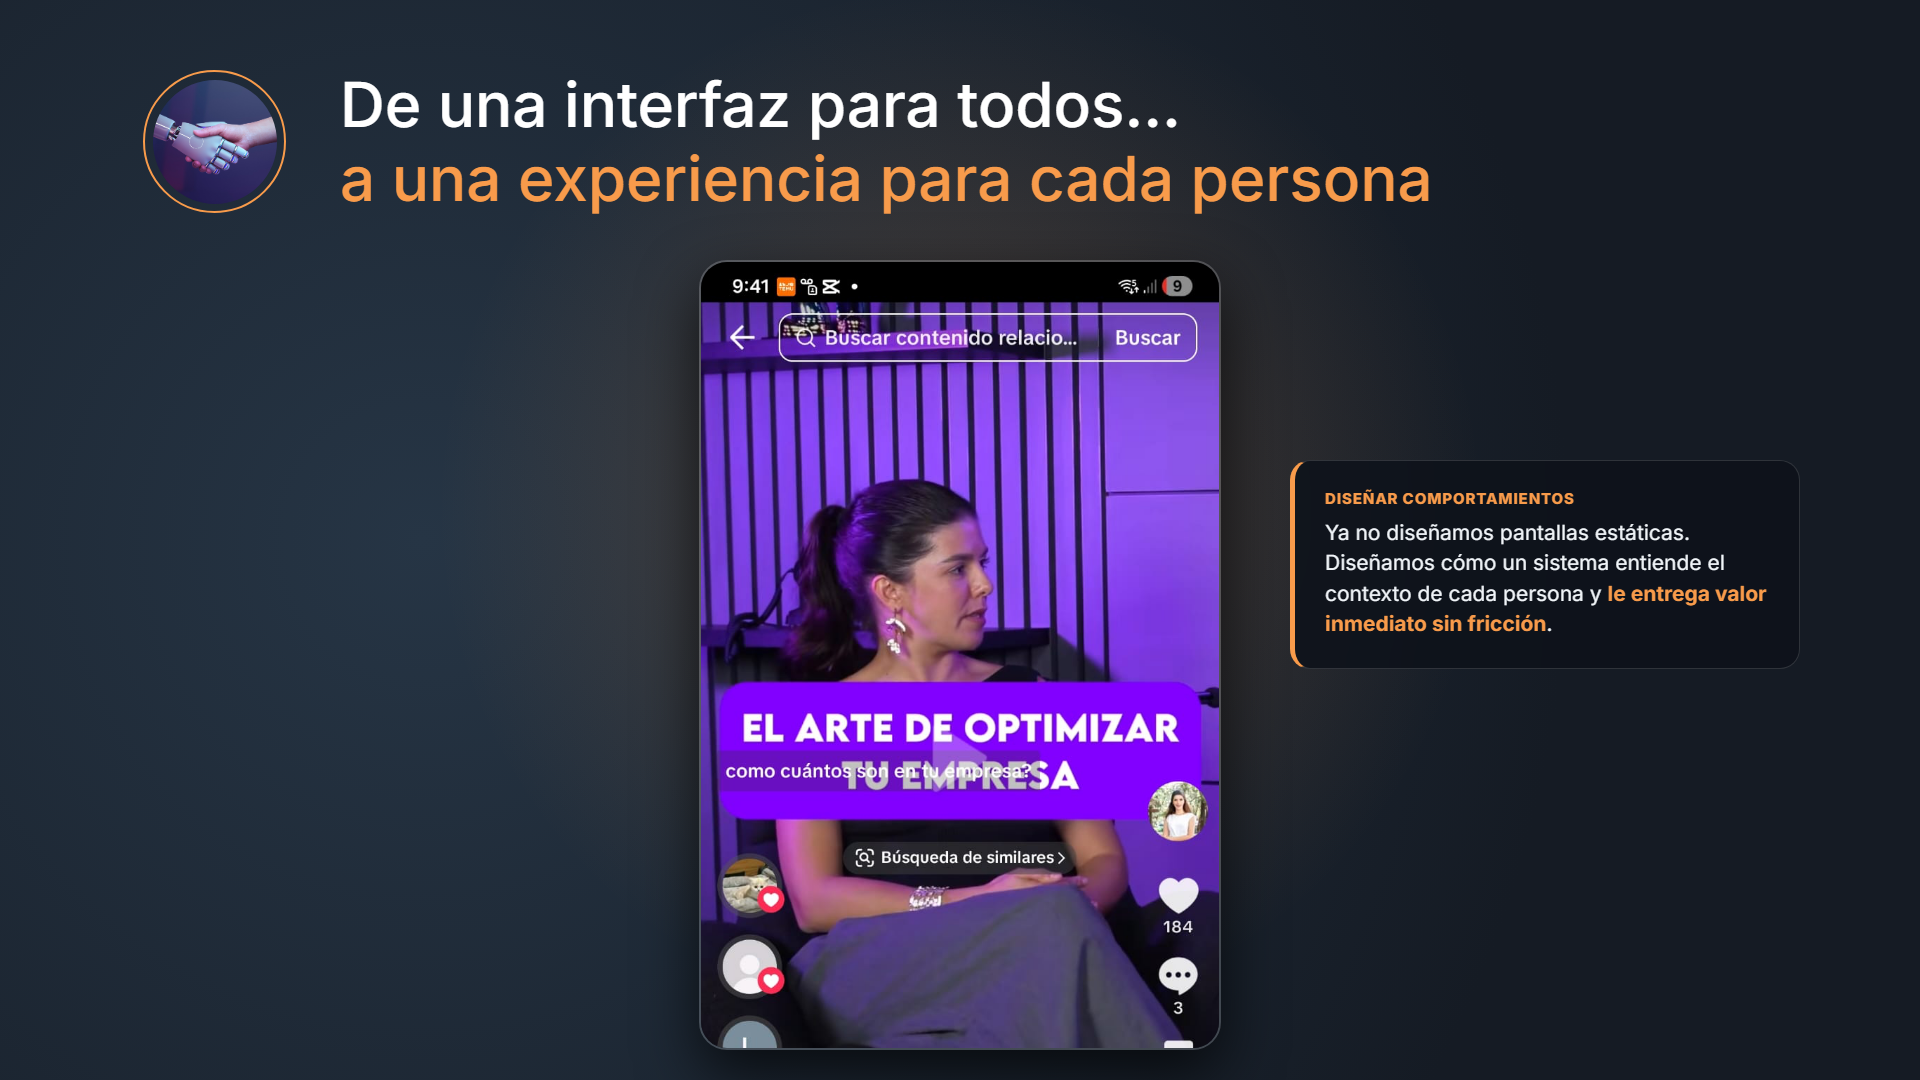 De una interfaz para todos...
a una experiencia para cada persona
9:41
9
Buscar contenido relacio...
Buscar
EL ARTE DE OPTIMIZAR
TU EMPRESA
como cuántos son en tu empresa?
Búsqueda de similares
184
3
DISEÑAR COMPORTAMIENTOS
Ya no diseñamos pantallas estáticas.
Diseñamos cómo un sistema entiende el
contexto de cada persona y le entrega valor
inmediato sin fricción.